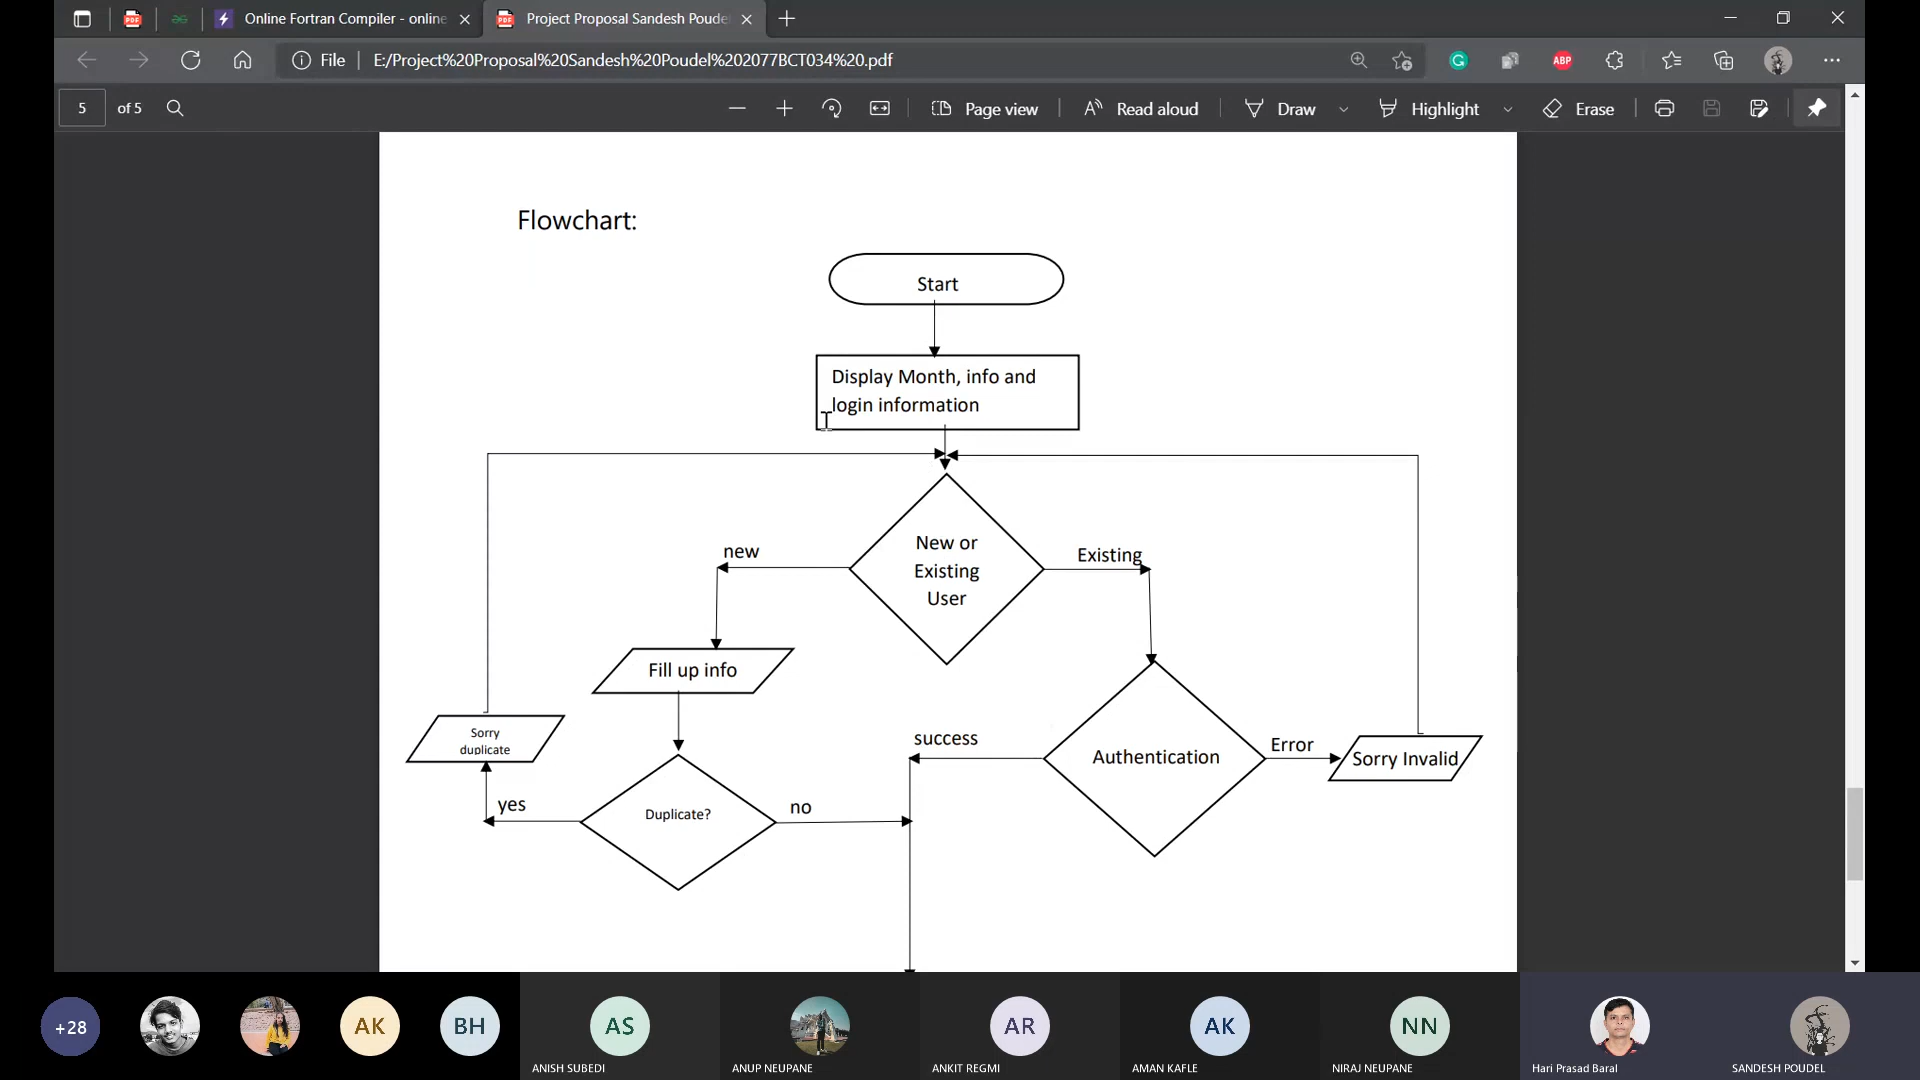 Online Fortran Compiler - online
Project Proposal Sandesh Poude
File
E:/Project%20Proposal%20Sandesh%20Poudel%202077BCT034%20.pdf
ABP
5 of 5
Page view
Read aloud
Draw
Highlight
Erase
Flowchart:
Start
Display Month, info and
login information
new
New or
Existing
User
Existing
Fill up info
Sorry
duplicate
success
Authentication
Error
Sorry Invalid
yes
Duplicate?
no
+28
AK
BH
AS
AR
AK
NN
ANISH SUBEDI
ANUP NEUPANE
ANKIT REGMI
AMAN KAFLE
NIRAJ NEUPANE
Hari Prasad Baral
SANDESH POUDEL